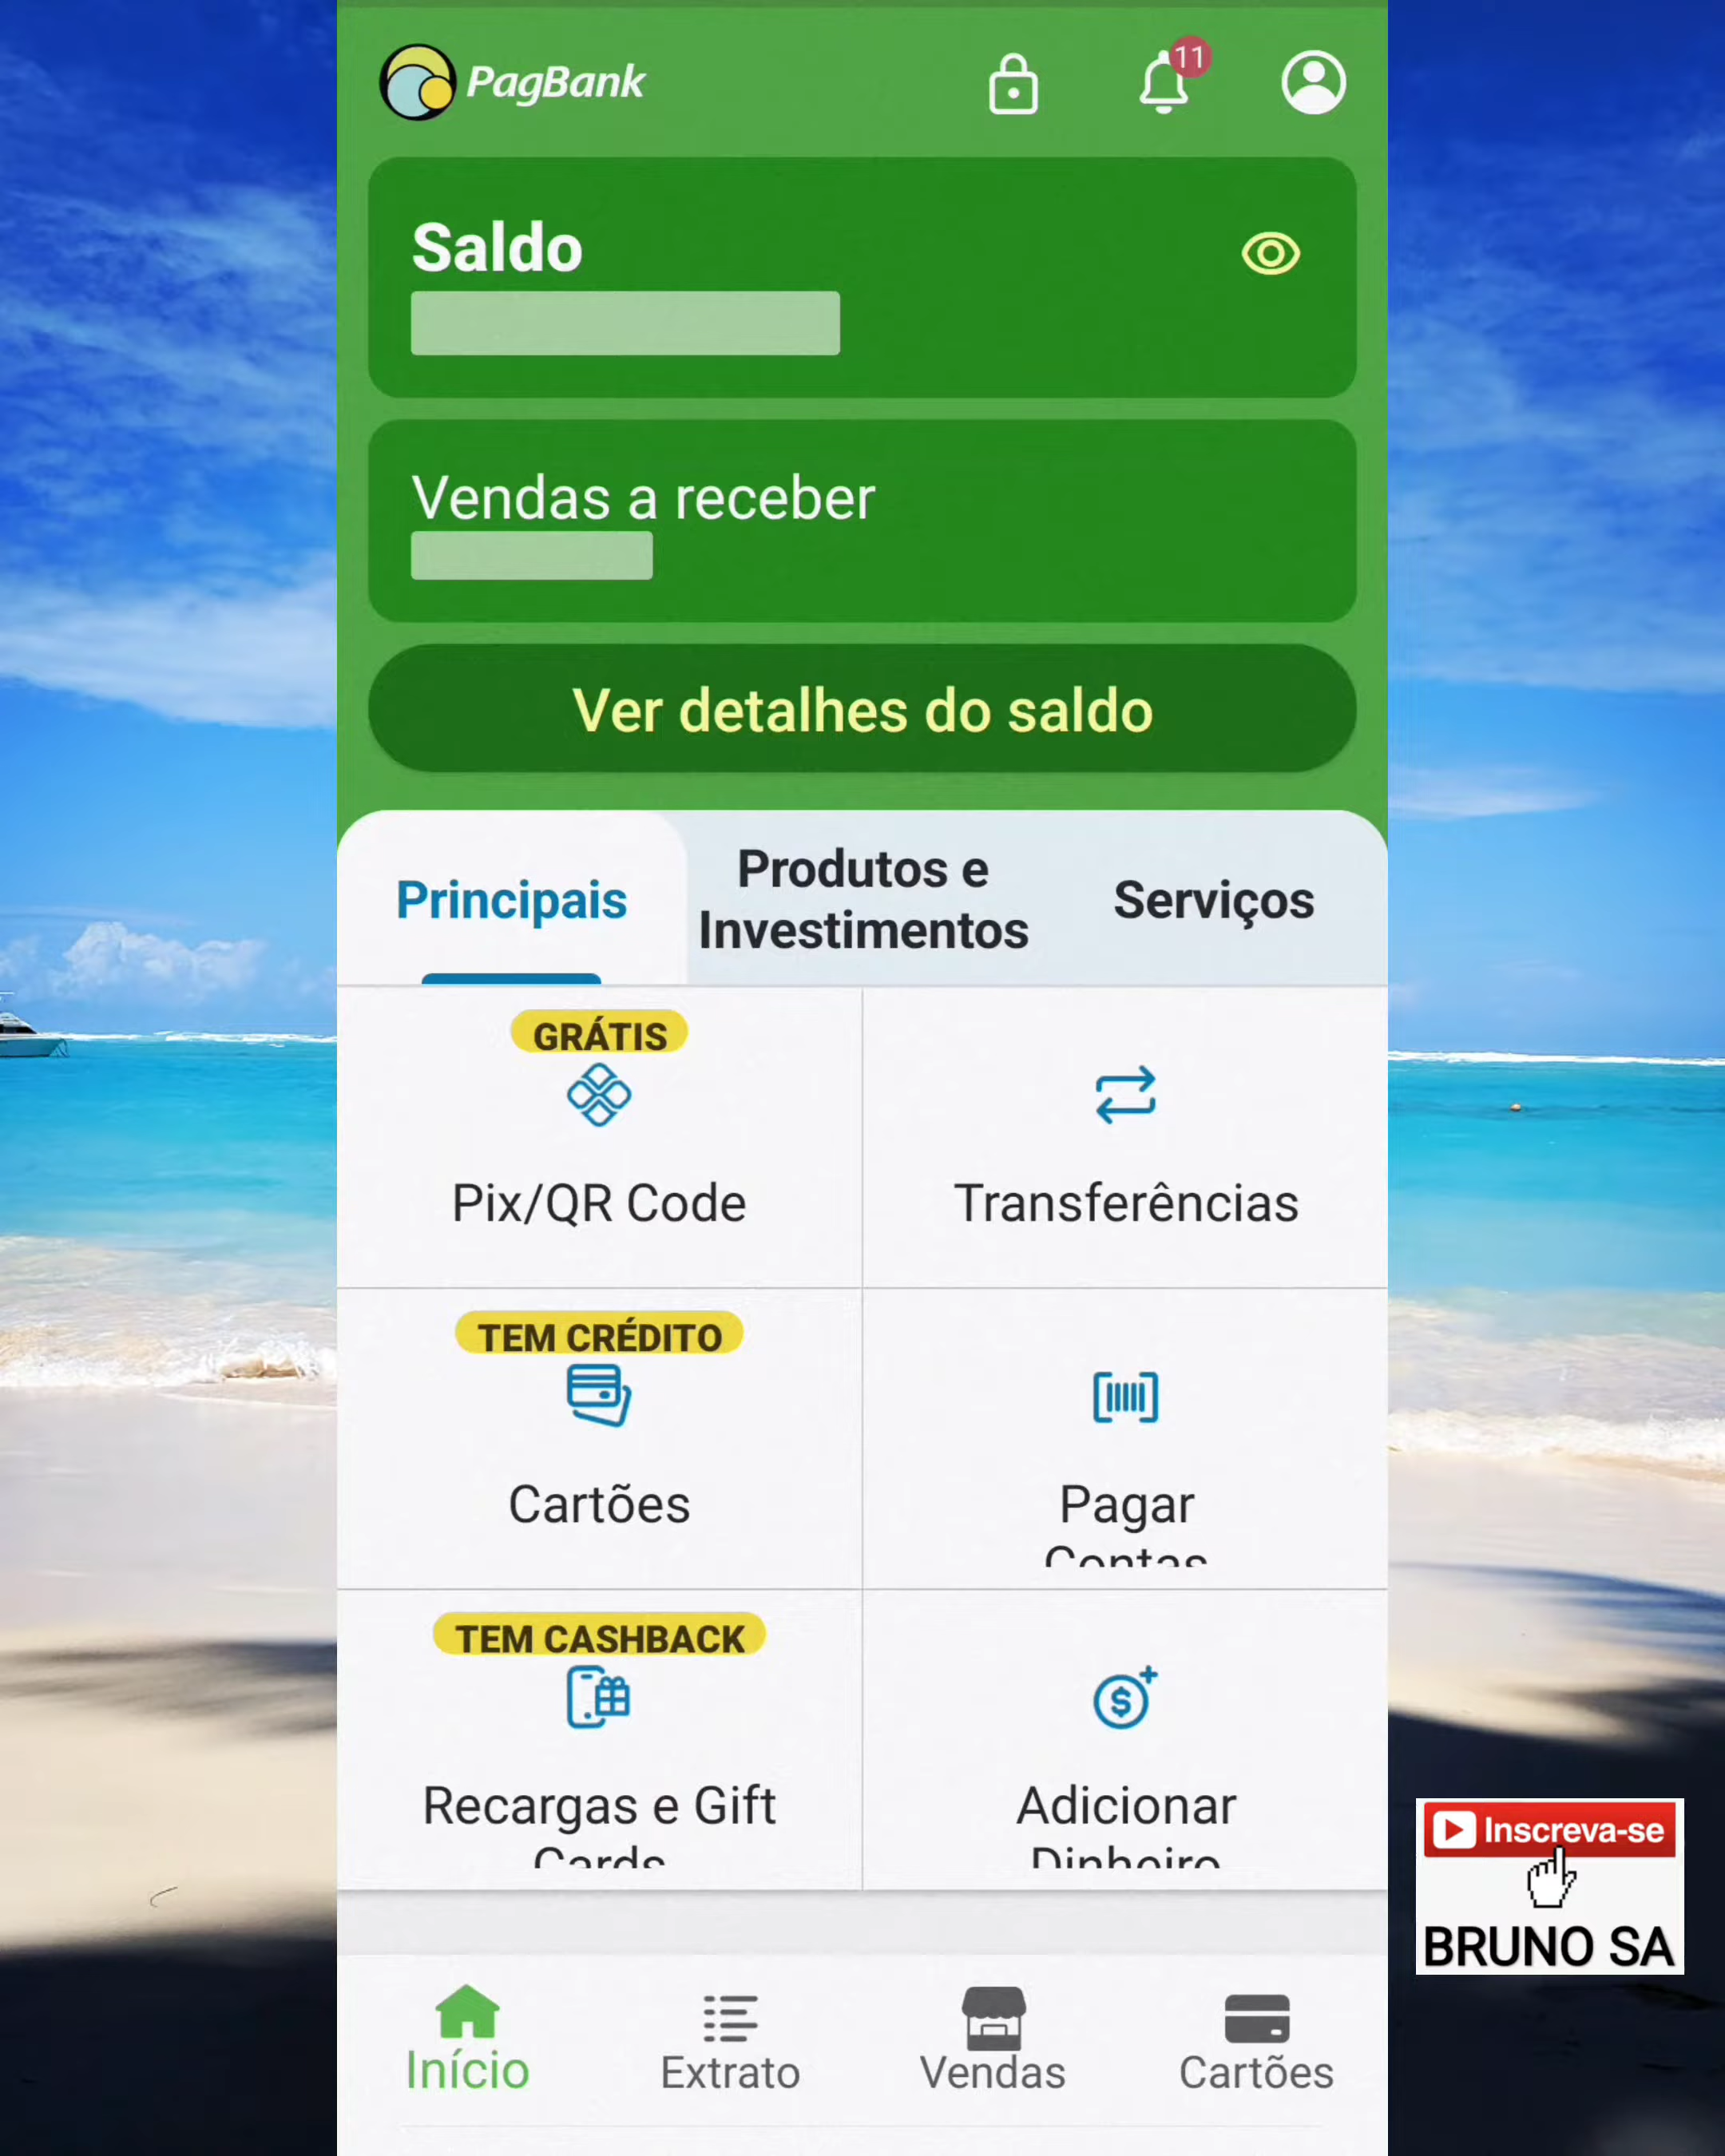 PagBank
11
Saldo
Vendas a receber
Ver detalhes do saldo
Principais
Produtos e
Investimentos
Serviços
GRÁTIS
Pix/QR Code
Transferências
TEM CRÉDITO
Cartões
Pagar
Contas
TEM CASHBACK
Recargas e Gift
Cards
Adicionar
Dinheiro
Inscreva-se
BRUNO SA
Início
Extrato
Vendas
Cartões